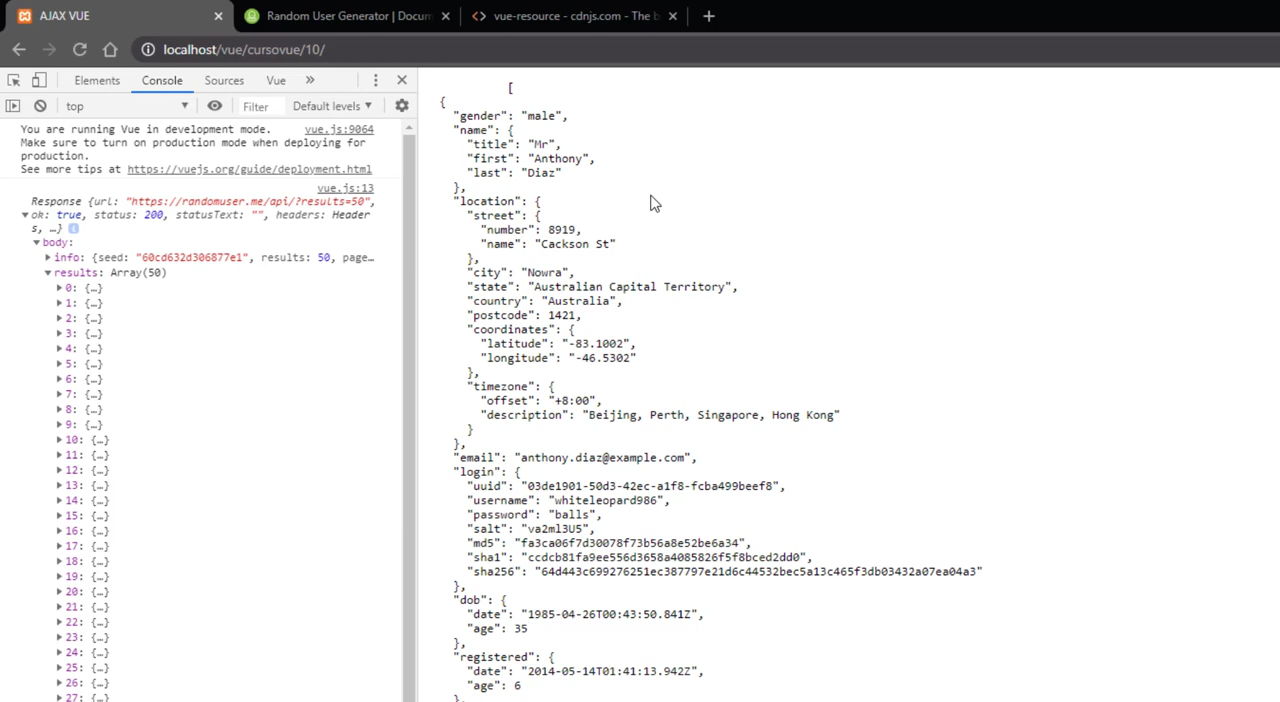 AJAX VUE
Random User Generator | Docum
vue-resource - cdnjs.com - The b
localhost/vue/cursovue/10/
Elements Console Sources Vue
top Filter Default levels
You are running Vue in development mode. vue.js:9064
Make sure to turn on production mode when deploying for
production.
See more tips at https://vuejs.org/guide/deployment.html
vue.js:13
Response {url: "https://randomuser.me/api/?results=50",
ok: true, status: 200, statusText: "", headers: Header
s, …}
body:
info: {seed: "60cd632d306877e1", results: 50, page…
results: Array(50)
0: {…}
1: {…}
2: {…}
3: {…}
4: {…}
5: {…}
6: {…}
7: {…}
8: {…}
9: {…}
10: {…}
11: {…}
12: {…}
13: {…}
14: {…}
15: {…}
16: {…}
17: {…}
18: {…}
19: {…}
20: {…}
21: {…}
22: {…}
23: {…}
24: {…}
25: {…}
26: {…}
27: {…}
[
{
"gender": "male",
"name": {
"title": "Mr",
"first": "Anthony",
"last": "Diaz"
},
"location": {
"street": {
"number": 8919,
"name": "Cackson St"
},
"city": "Nowra",
"state": "Australian Capital Territory",
"country": "Australia",
"postcode": 1421,
"coordinates": {
"latitude": "-83.1002",
"longitude": "-46.5302"
},
"timezone": {
"offset": "+8:00",
"description": "Beijing, Perth, Singapore, Hong Kong"
}
},
"email": "anthony.diaz@example.com",
"login": {
"uuid": "03de1901-50d3-42ec-a1f8-fcba499beef8",
"username": "whiteleopard986",
"password": "balls",
"salt": "va2ml3U5",
"md5": "fa3ca06f7d30078f73b56a8e52be6a34",
"sha1": "ccdcb81fa9ee556d3658a4085826f5f8bced2dd0",
"sha256": "64d443c699276251ec387797e21d6c44532bec5a13c465f3db03432a07ea04a3"
},
"dob": {
"date": "1985-04-26T00:43:50.841Z",
"age": 35
},
"registered": {
"date": "2014-05-14T01:41:13.942Z",
"age": 6
},